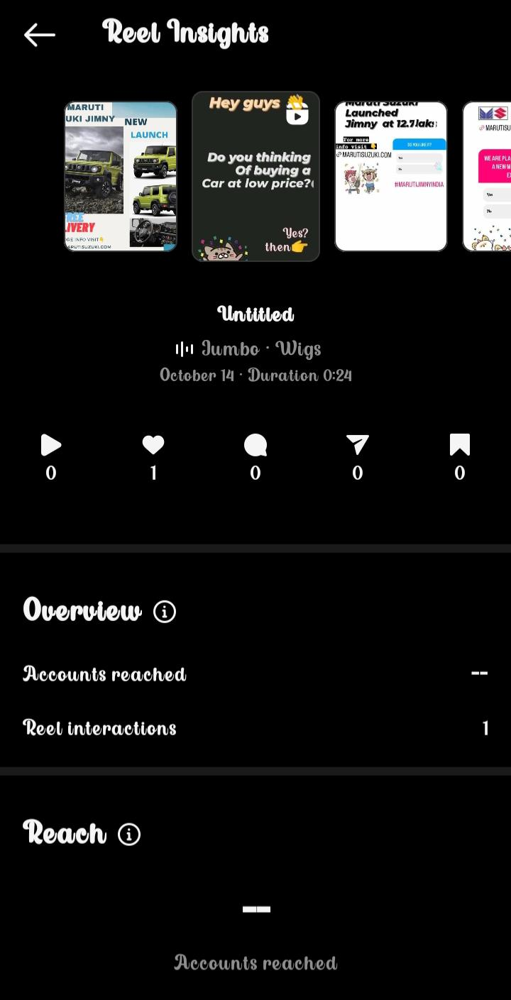 Reel Insights
MARUTI
UKI JIMNY
NEW
LAUNCH
REE
LIVERY
ORE INFO VISIT👇
ARUTISUZUKI.COM
Hey guys 👏
Do you thinking
Of buying a
Car at low price?
Yes?
then👉
Maruti Suzuki
Launched
Jimny at 12.7laks
For more
info visit 👇
MARUTISUZUKI.COM
DO YOU LIKE IT?
Yes
No
#MARUTIJIMNYINDIA
MARUTISU
WE ARE PLA
A NEW M
Yes
No
Untitled
Jumbo · Wigs
October 14 · Duration 0:24
0 1 0 0 0
Overview
Accounts reached --
Reel interactions 1
Reach
--
Accounts reached